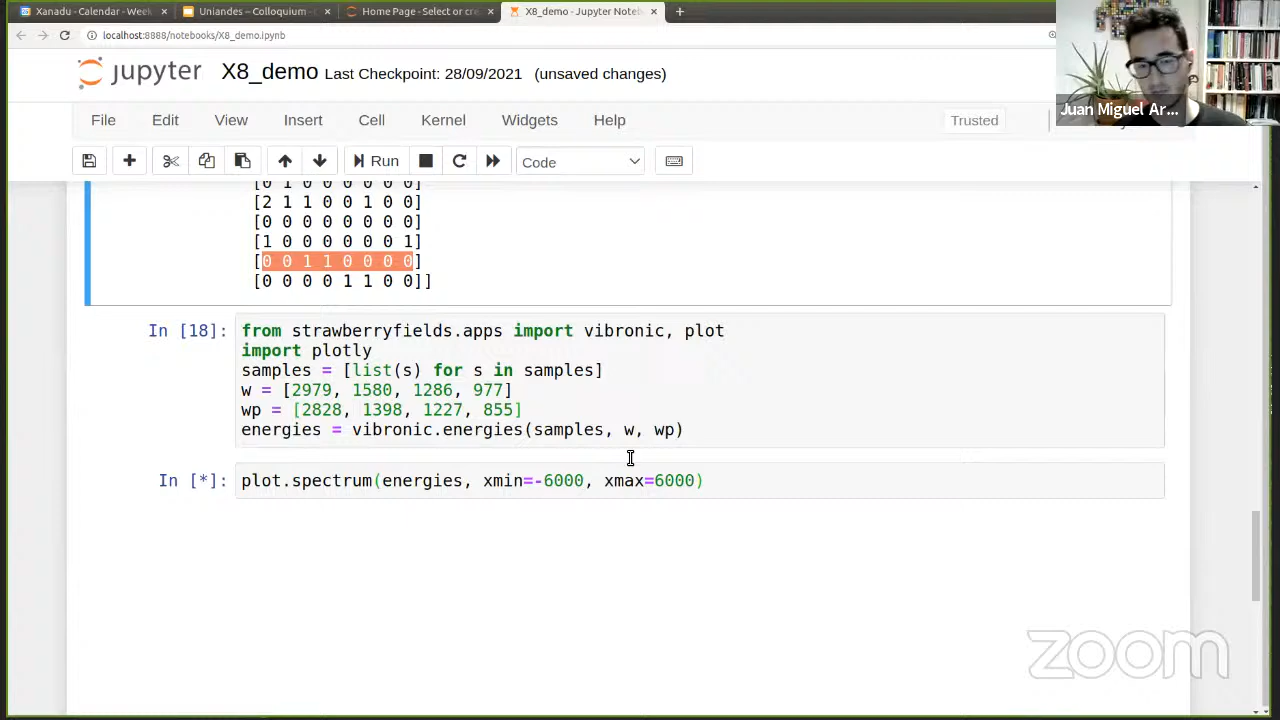 Xanadu - Calendar - Week
Uniandes – Colloquium -
Home Page - Select or cre
X8_demo - Jupyter Noteb
localhost:8888/notebooks/X8_demo.ipynb
jupyter X8_demo Last Checkpoint: 28/09/2021 (unsaved changes)
Juan Miguel Ar...
File Edit View Insert Cell Kernel Widgets Help Trusted
Run Code
[0 1 0 0 0 0 0 0]
[2 1 1 0 0 1 0 0]
[0 0 0 0 0 0 0 0]
[1 0 0 0 0 0 0 1]
[0 0 1 1 0 0 0 0]
[0 0 0 0 1 1 0 0]]
In [18]: from strawberryfields.apps import vibronic, plot
import plotly
samples = [list(s) for s in samples]
w = [2979, 1580, 1286, 977]
wp = [2828, 1398, 1227, 855]
energies = vibronic.energies(samples, w, wp)
In [*]: plot.spectrum(energies, xmin=-6000, xmax=6000)
zoom